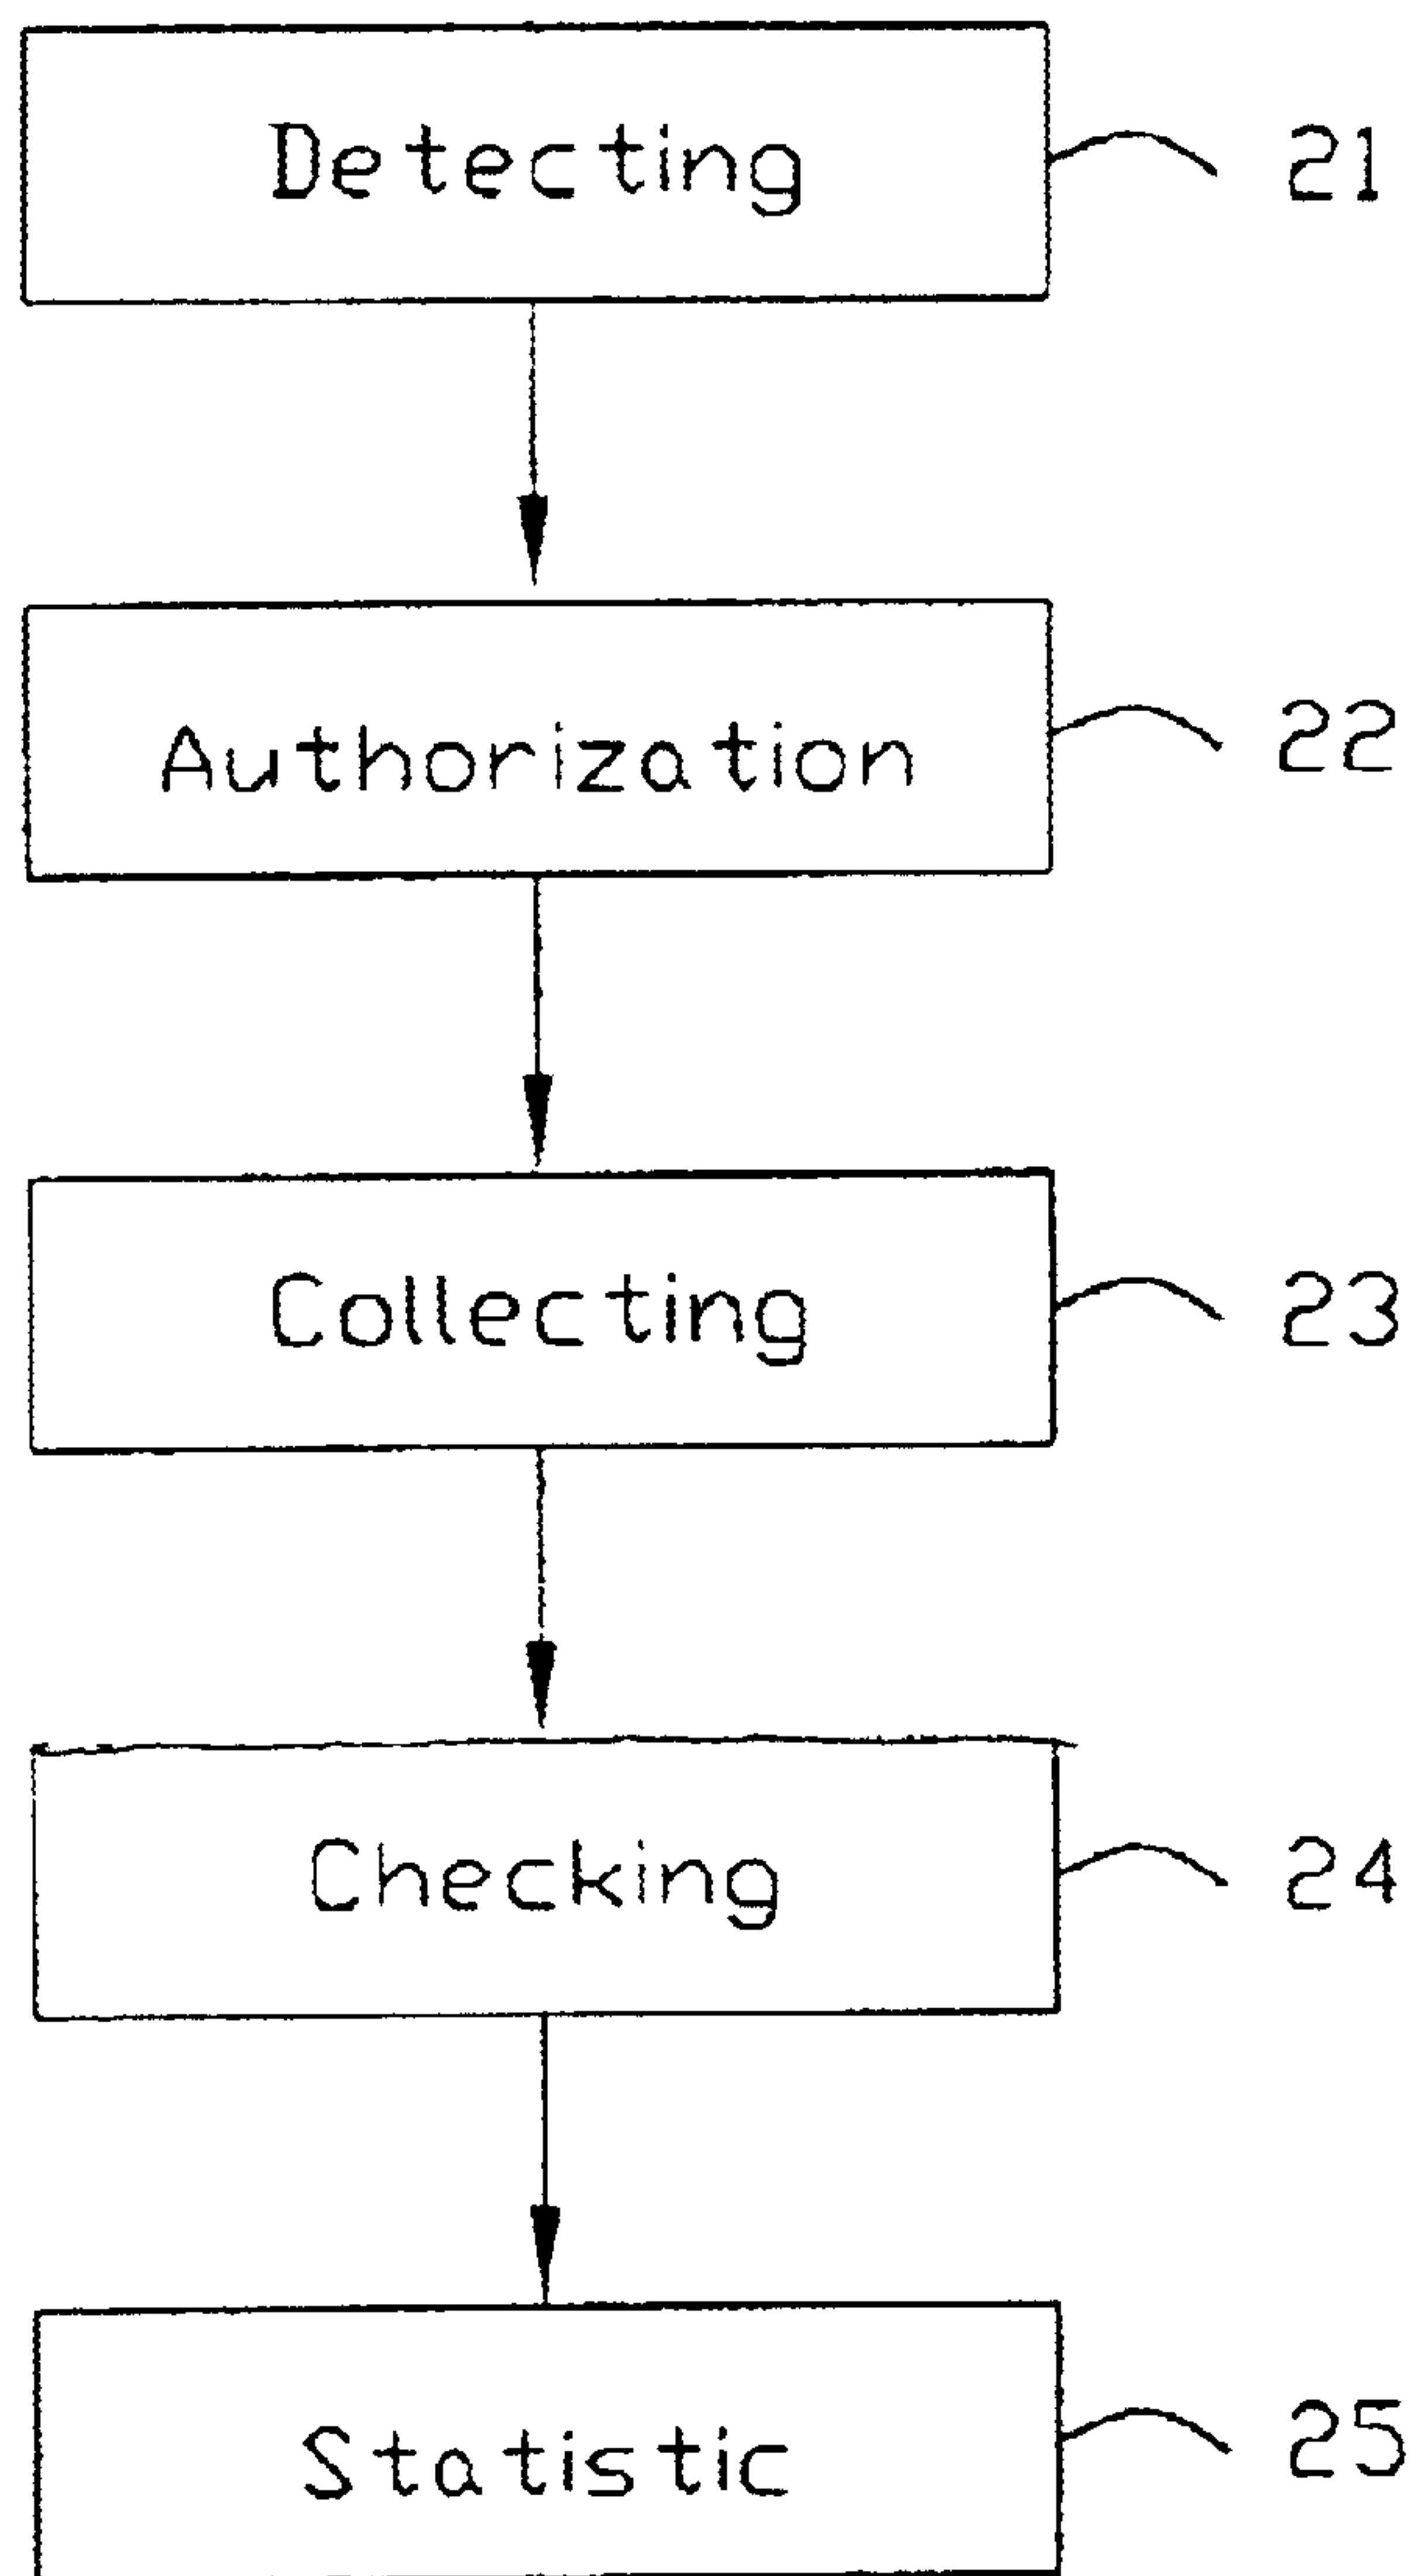 Detecting 21
Authorization 22
Collecting 23
Checking 24
Statistic 25